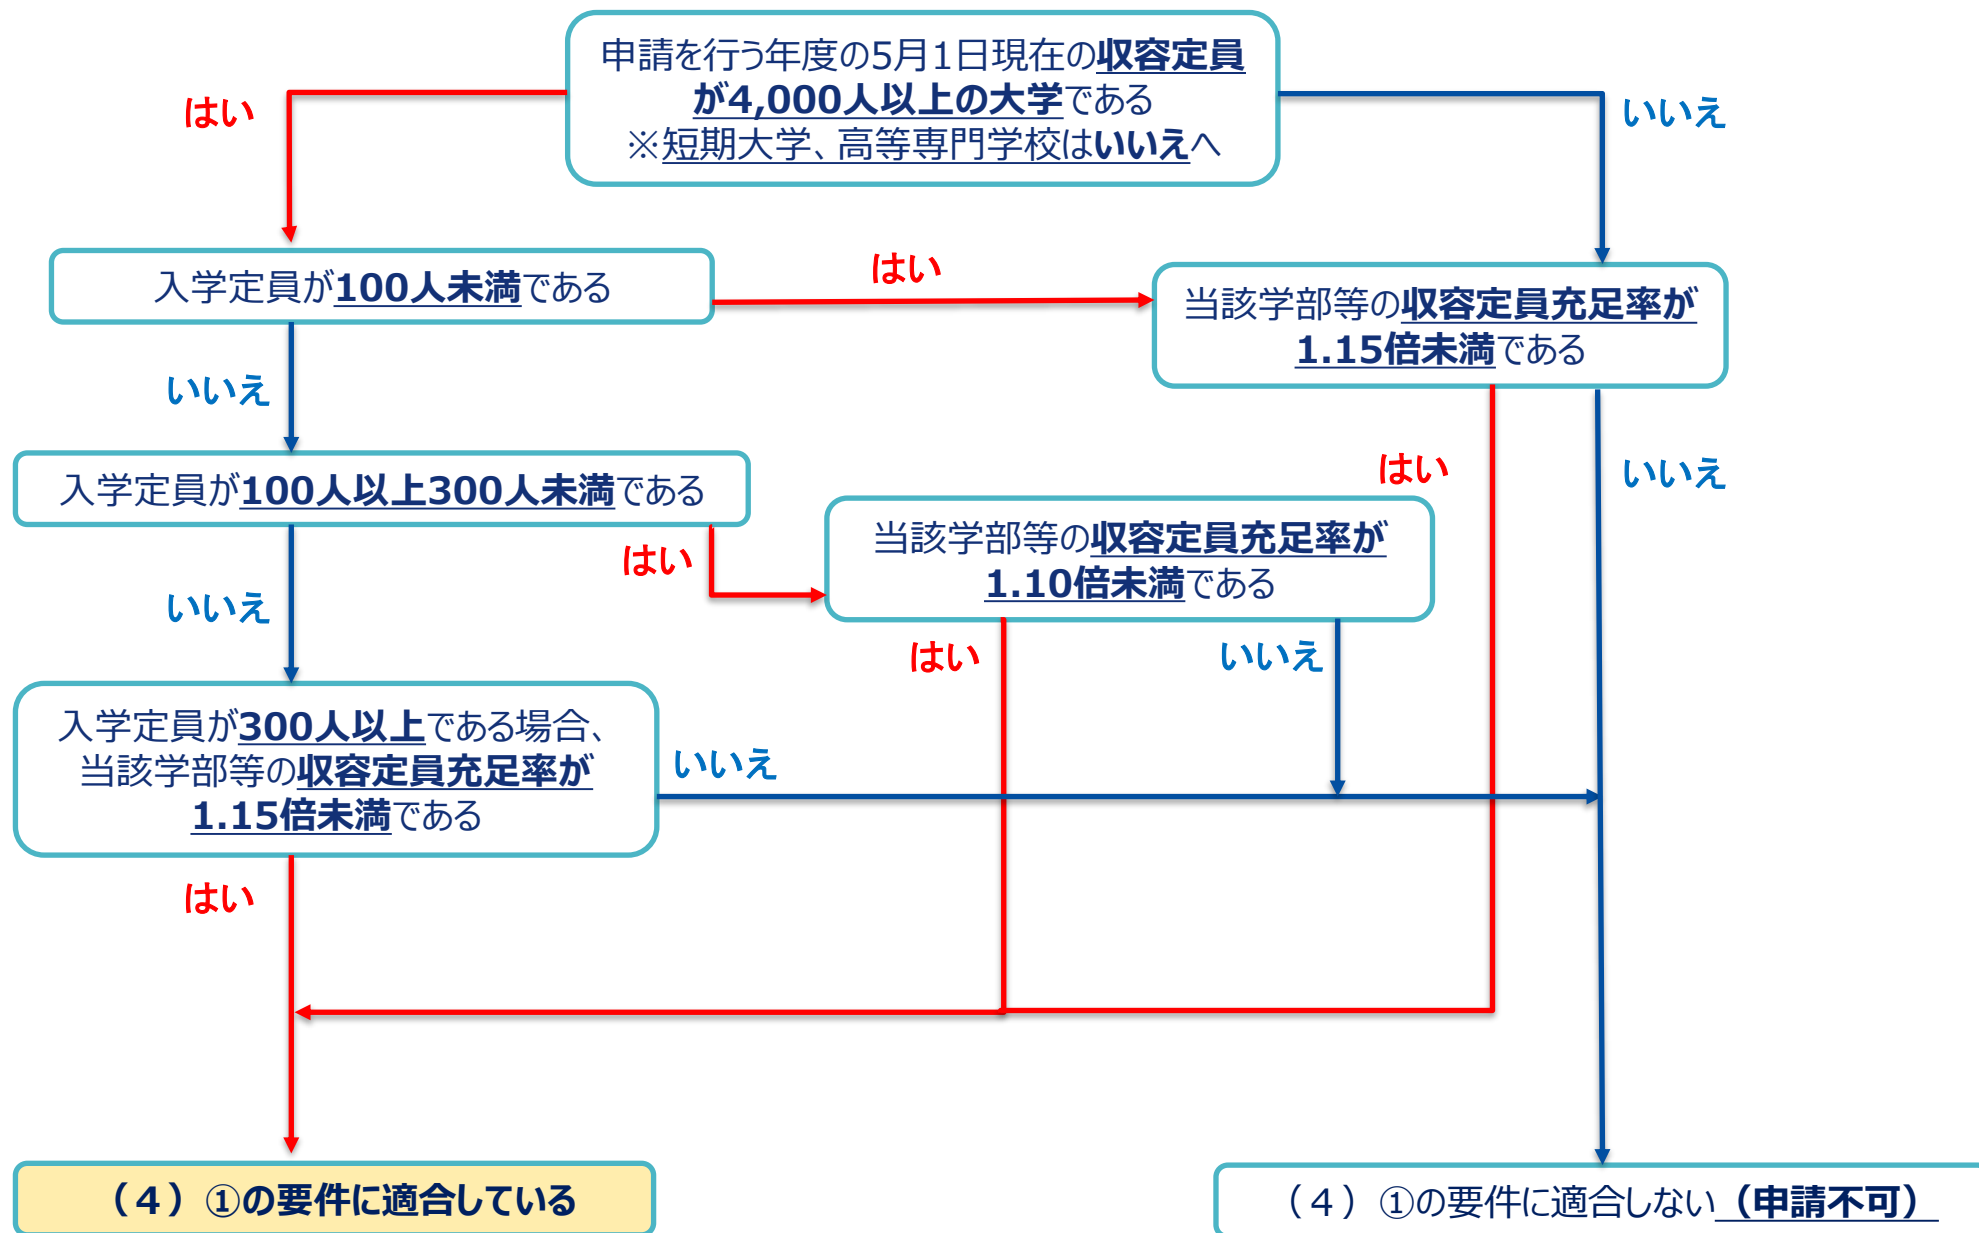 申請を行う年度の5月1日現在の収容定員
が4,000人以上の大学である
※短期大学、高等専門学校はいいえへ
はい
いいえ
入学定員が100人未満である
はい
当該学部等の収容定員充足率が
1.15倍未満である
いいえ
入学定員が100人以上300人未満である
はい
いいえ
はい
当該学部等の収容定員充足率が
1.10倍未満である
いいえ
はい
いいえ
入学定員が300人以上である場合、
当該学部等の収容定員充足率が
1.15倍未満である
いいえ
はい
（４）①の要件に適合している
（４）①の要件に適合しない（申請不可）